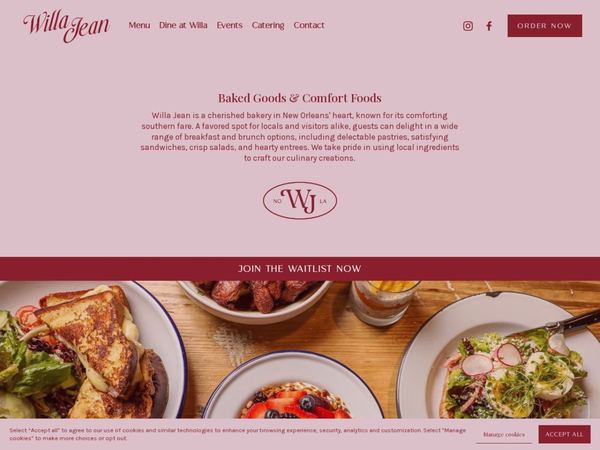 Willa Jean
Menu Dine at Willa Events Catering Contact
ORDER NOW
Baked Goods & Comfort Foods
Willa Jean is a cherished bakery in New Orleans' heart, known for its comforting
southern fare. A favored spot for locals and visitors alike, guests can delight in a wide
range of breakfast and brunch options, including delectable pastries, satisfying
sandwiches, crisp salads, and hearty entrees. We take pride in using local ingredients
to craft our culinary creations.
NO WJ LA
JOIN THE WAITLIST NOW
Select "Accept all" to agree to our use of cookies and similar technologies to enhance your browsing experience, security, analytics and customization. Select "Manage
cookies" to make more choices or opt out.
Manage cookies
ACCEPT ALL